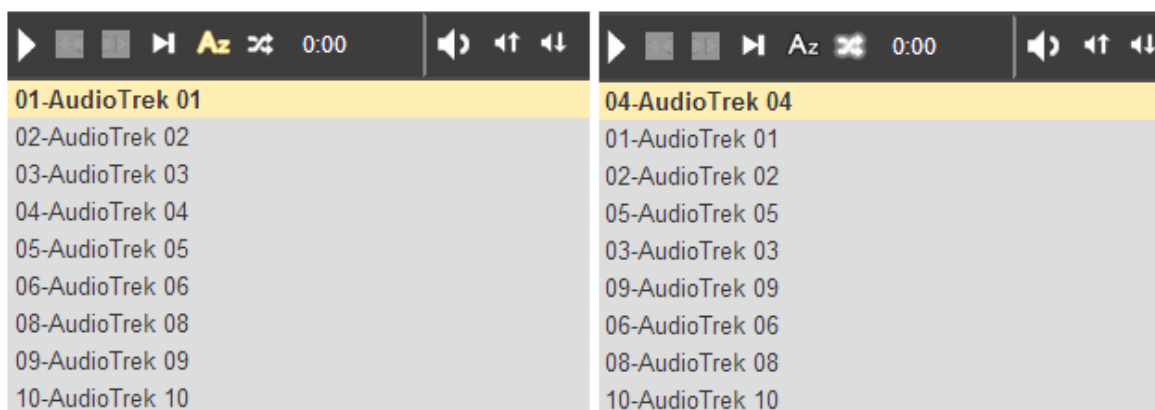 Az 0:00
01-AudioTrek 01
02-AudioTrek 02
03-AudioTrek 03
04-AudioTrek 04
05-AudioTrek 05
06-AudioTrek 06
08-AudioTrek 08
09-AudioTrek 09
10-AudioTrek 10
Az 0:00
04-AudioTrek 04
01-AudioTrek 01
02-AudioTrek 02
05-AudioTrek 05
03-AudioTrek 03
09-AudioTrek 09
06-AudioTrek 06
08-AudioTrek 08
10-AudioTrek 10